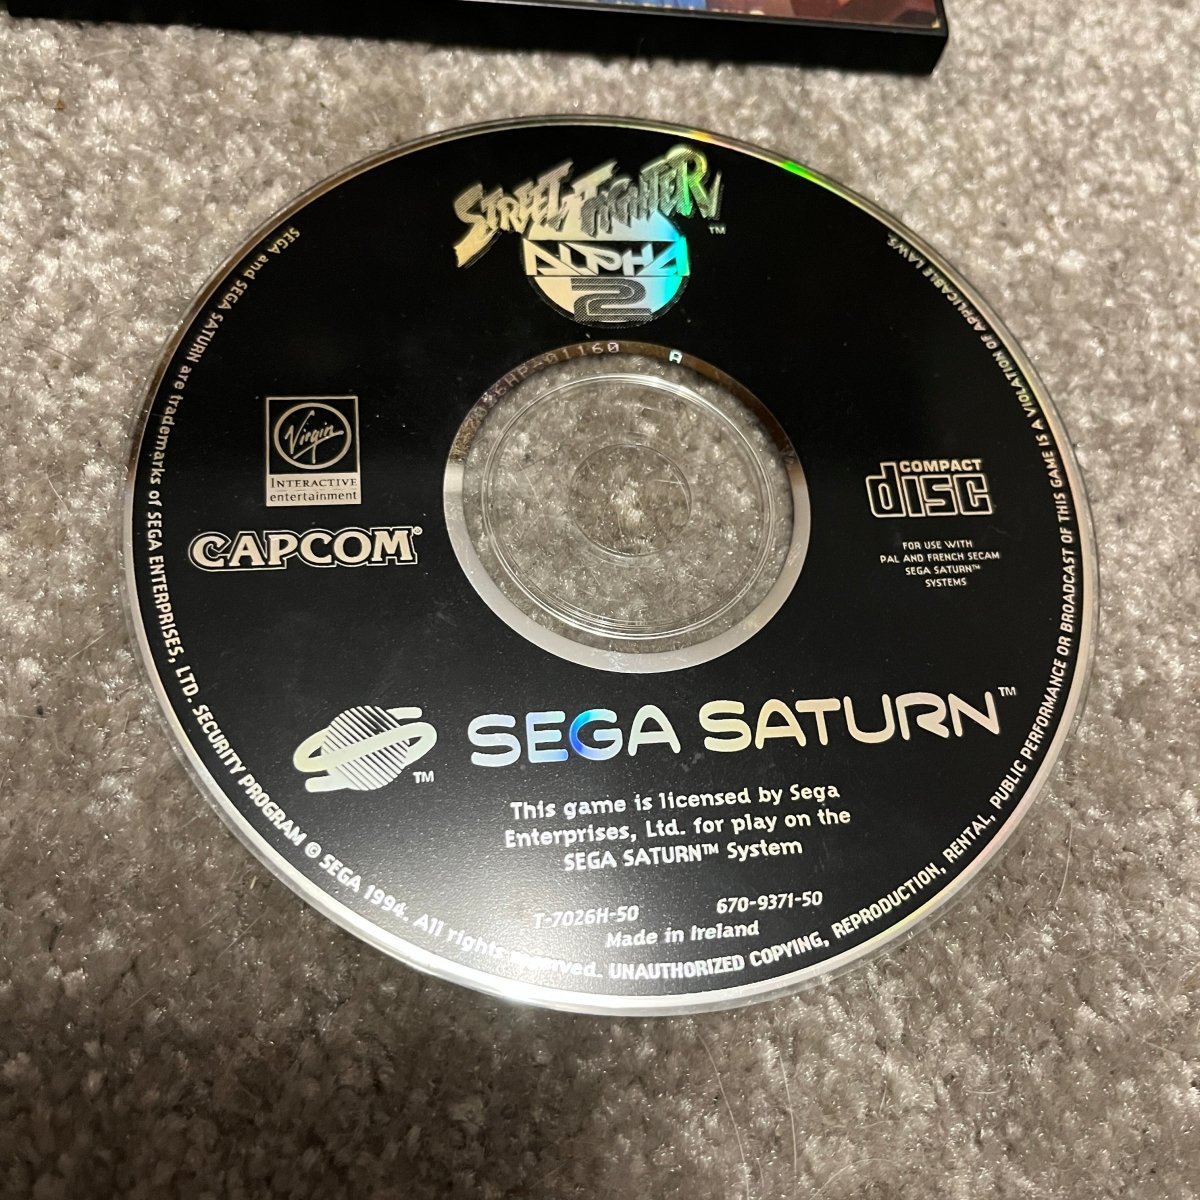 STREET FIGHTER™
ALPHA
2
01160 A
Virgin
INTERACTIVE
entertainment
CAPCOM®
COMPACT
disc
FOR USE WITH
PAL AND FRENCH SECAM
SEGA SATURN™
SYSTEMS
SEGA SATURN™
TM
This game is licensed by Sega
Enterprises, Ltd. for play on the
SEGA SATURN™ System
T-7026H-50 670-9371-50
Made in Ireland
SEGA and SEGA SATURN are trademarks of SEGA ENTERPRISES, LTD. SECURITY PROGRAM © SEGA 1994. All rights reserved. UNAUTHORIZED COPYING, REPRODUCTION, RENTAL, PUBLIC PERFORMANCE OR BROADCAST OF THIS GAME IS A VIOLATION OF APPLICABLE LAWS.